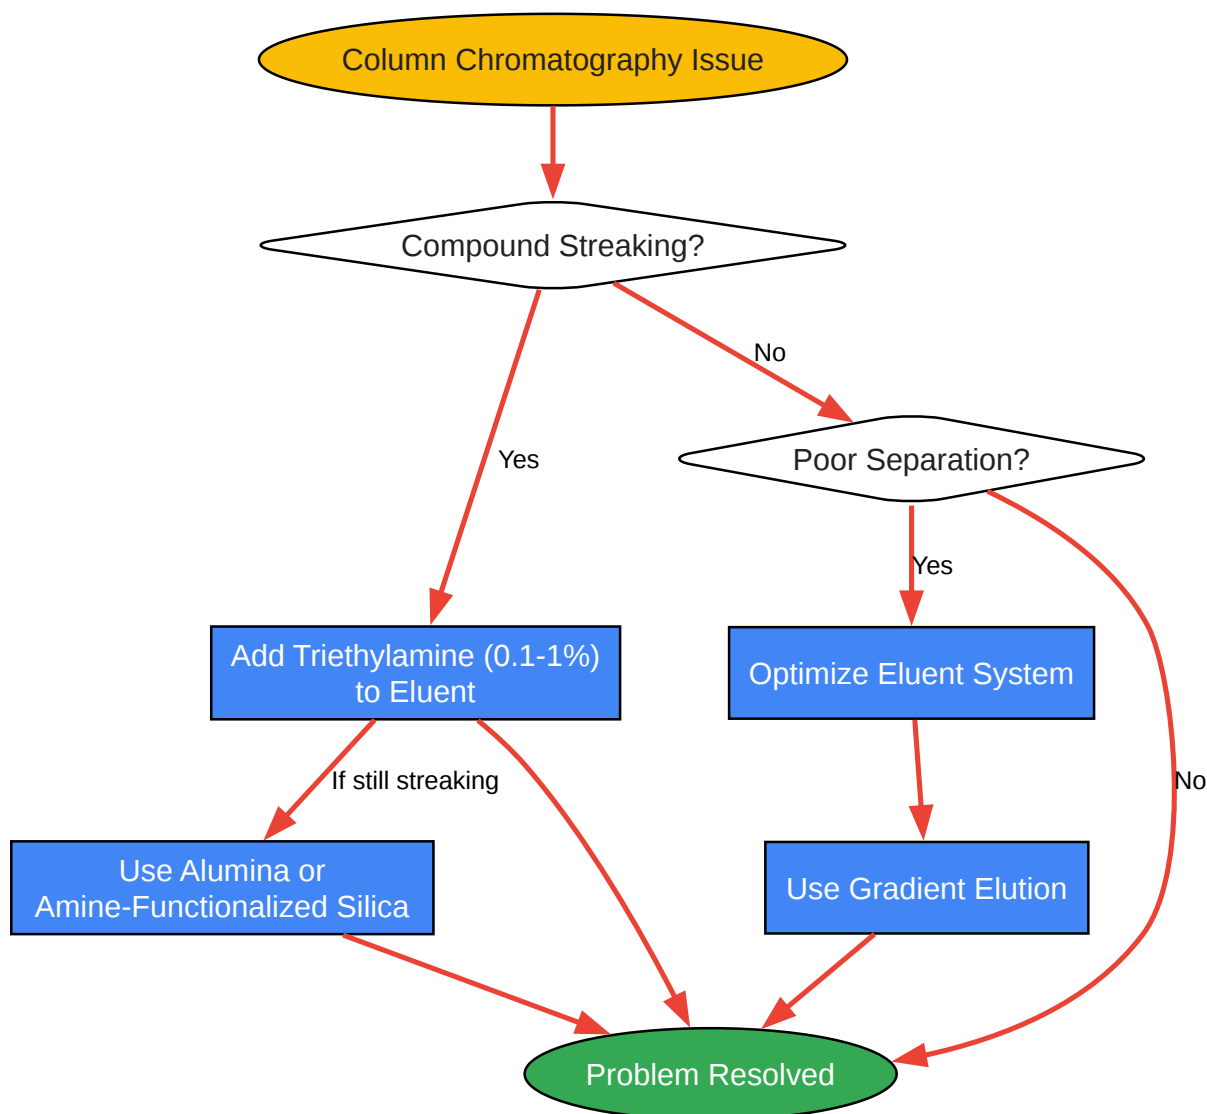 Column Chromatography Issue
Compound Streaking?
No
Yes
Poor Separation?
Yes
Add Triethylamine (0.1-1%)
to Eluent
Optimize Eluent System
If still streaking
No
Use Alumina or
Amine-Functionalized Silica
Use Gradient Elution
Problem Resolved